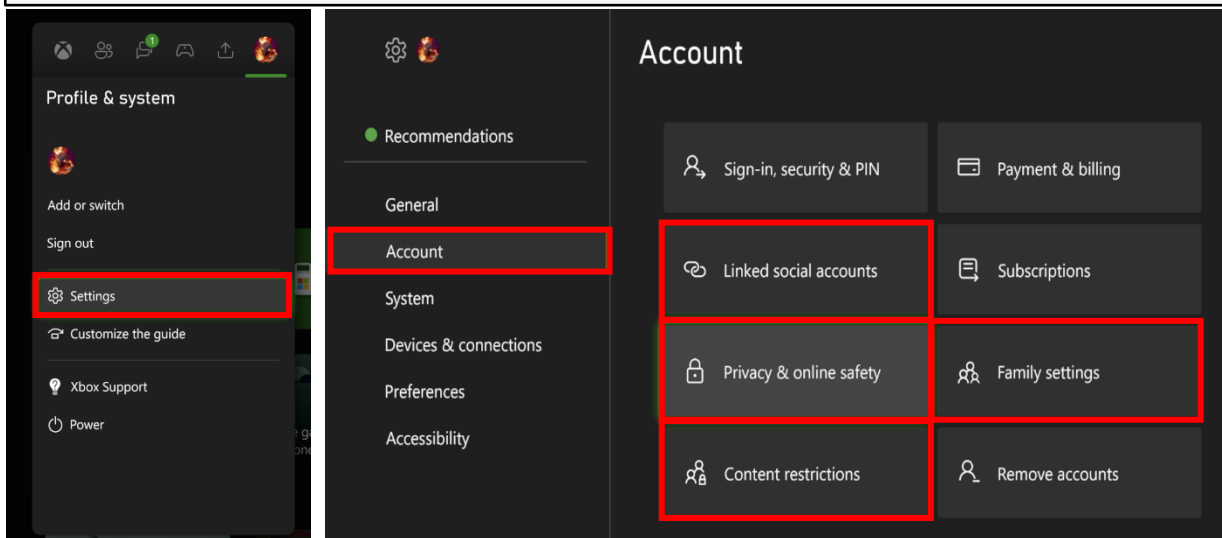 1
Profile & system
Add or switch
Sign out
Settings
Customize the guide
Xbox Support
Power
Recommendations
General
Account
System
Devices & connections
Preferences
Accessibility
Account
Sign-in, security & PIN
Payment & billing
Linked social accounts
Subscriptions
Privacy & online safety
Family settings
Content restrictions
Remove accounts